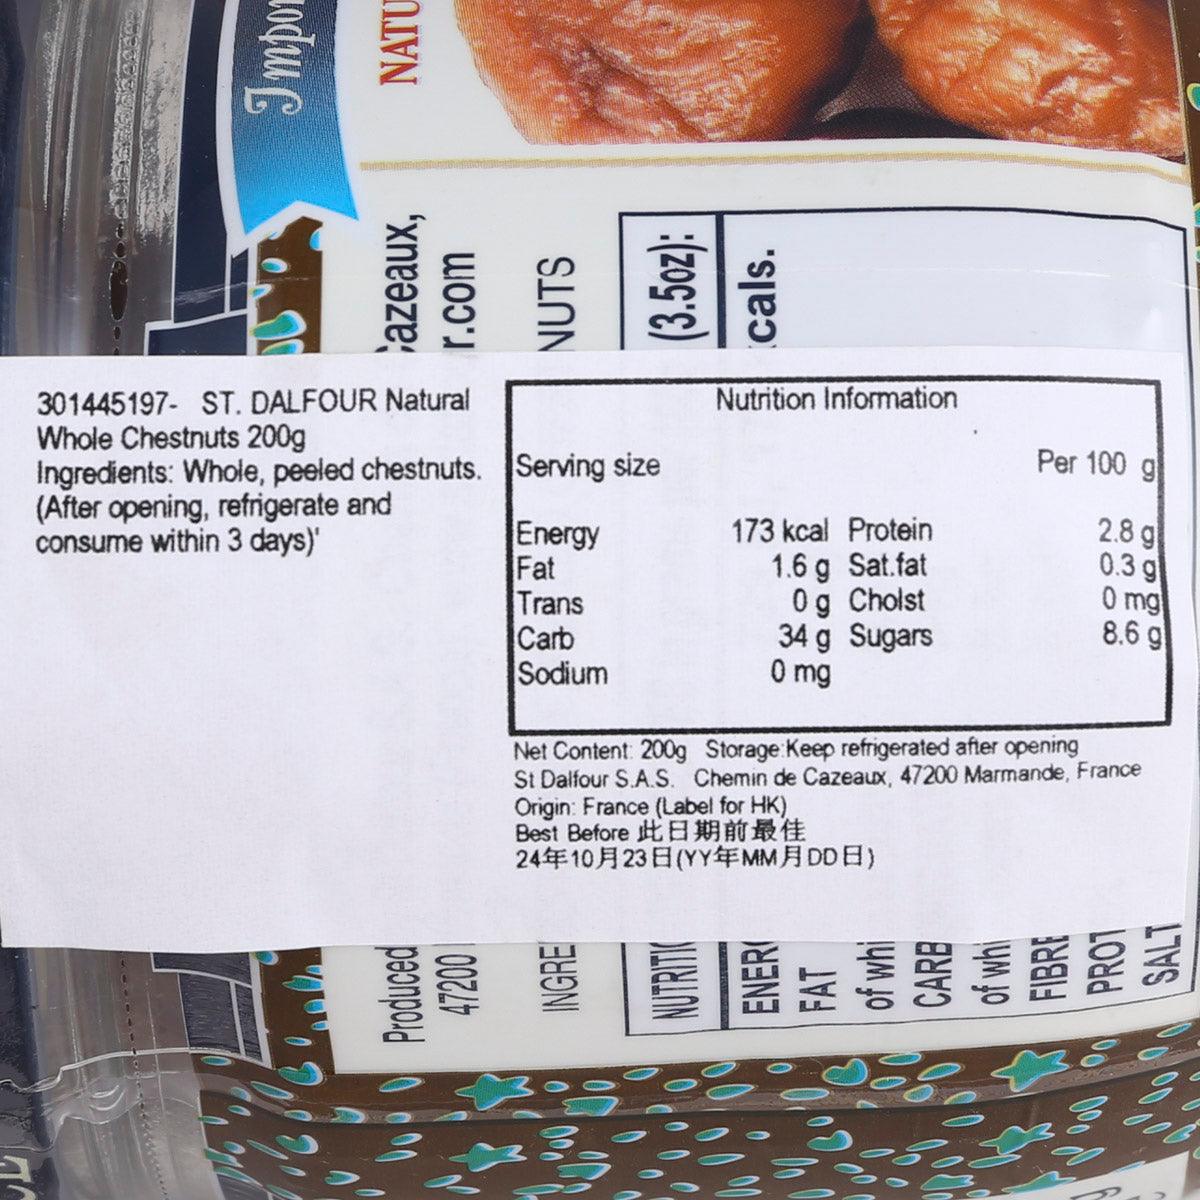 Impor
NATU
azeaux,
r.com
NUTS
(3.5oz):
cals.
301445197- ST. DALFOUR Natural
Whole Chestnuts 200g
Ingredients: Whole, peeled chestnuts.
(After opening, refrigerate and
consume within 3 days)'
Nutrition Information
Serving size Per 100 g
Energy 173 kcal Protein 2.8 g
Fat 1.6 g Sat.fat 0.3 g
Trans 0 g Cholst 0 mg
Carb 34 g Sugars 8.6 g
Sodium 0 mg
Net Content: 200g Storage:Keep refrigerated after opening
St Dalfour S.A.S. Chemin de Cazeaux, 47200 Marmande, France
Origin: France (Label for HK)
Best Before 此日期前最佳
24年10月23日(YY年MM月DD日)
Produced
47200
INGRE
NUTRITI
ENER
FAT
of whi
CARB
of wh
FIBRE
PROT
SALT